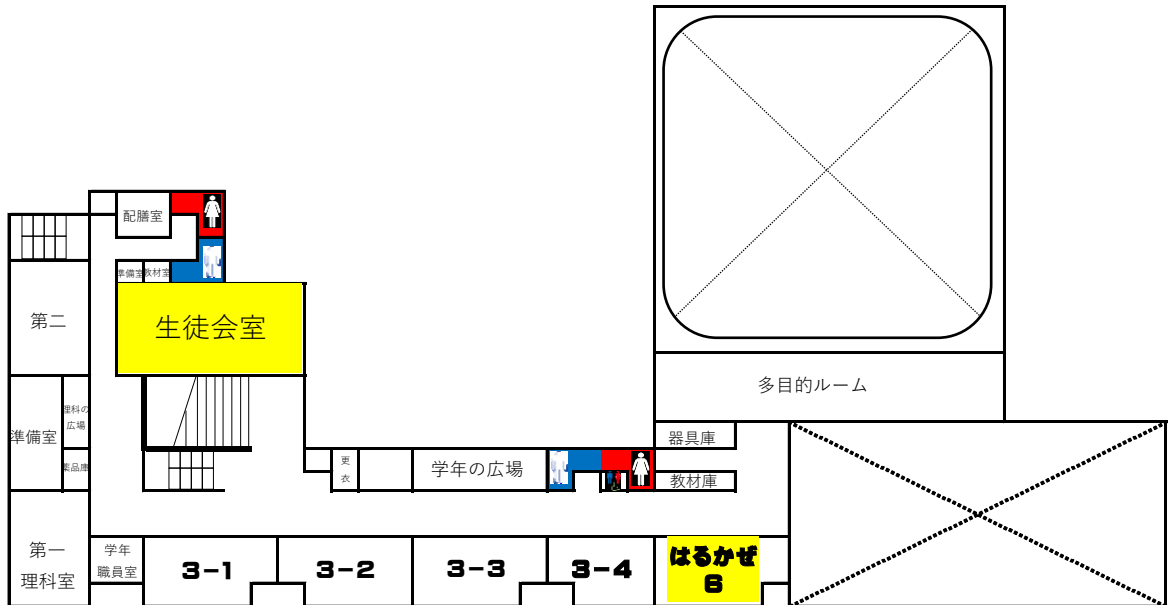 配膳室
準備室
教材室
第二
生徒会室
多目的ルーム
理科の
広場
準備室
薬品庫
更
衣
学年の広場
器具庫
教材庫
第一
理科室
学年
職員室
3-1
3-2
3-3
3-4
はるかぜ
6